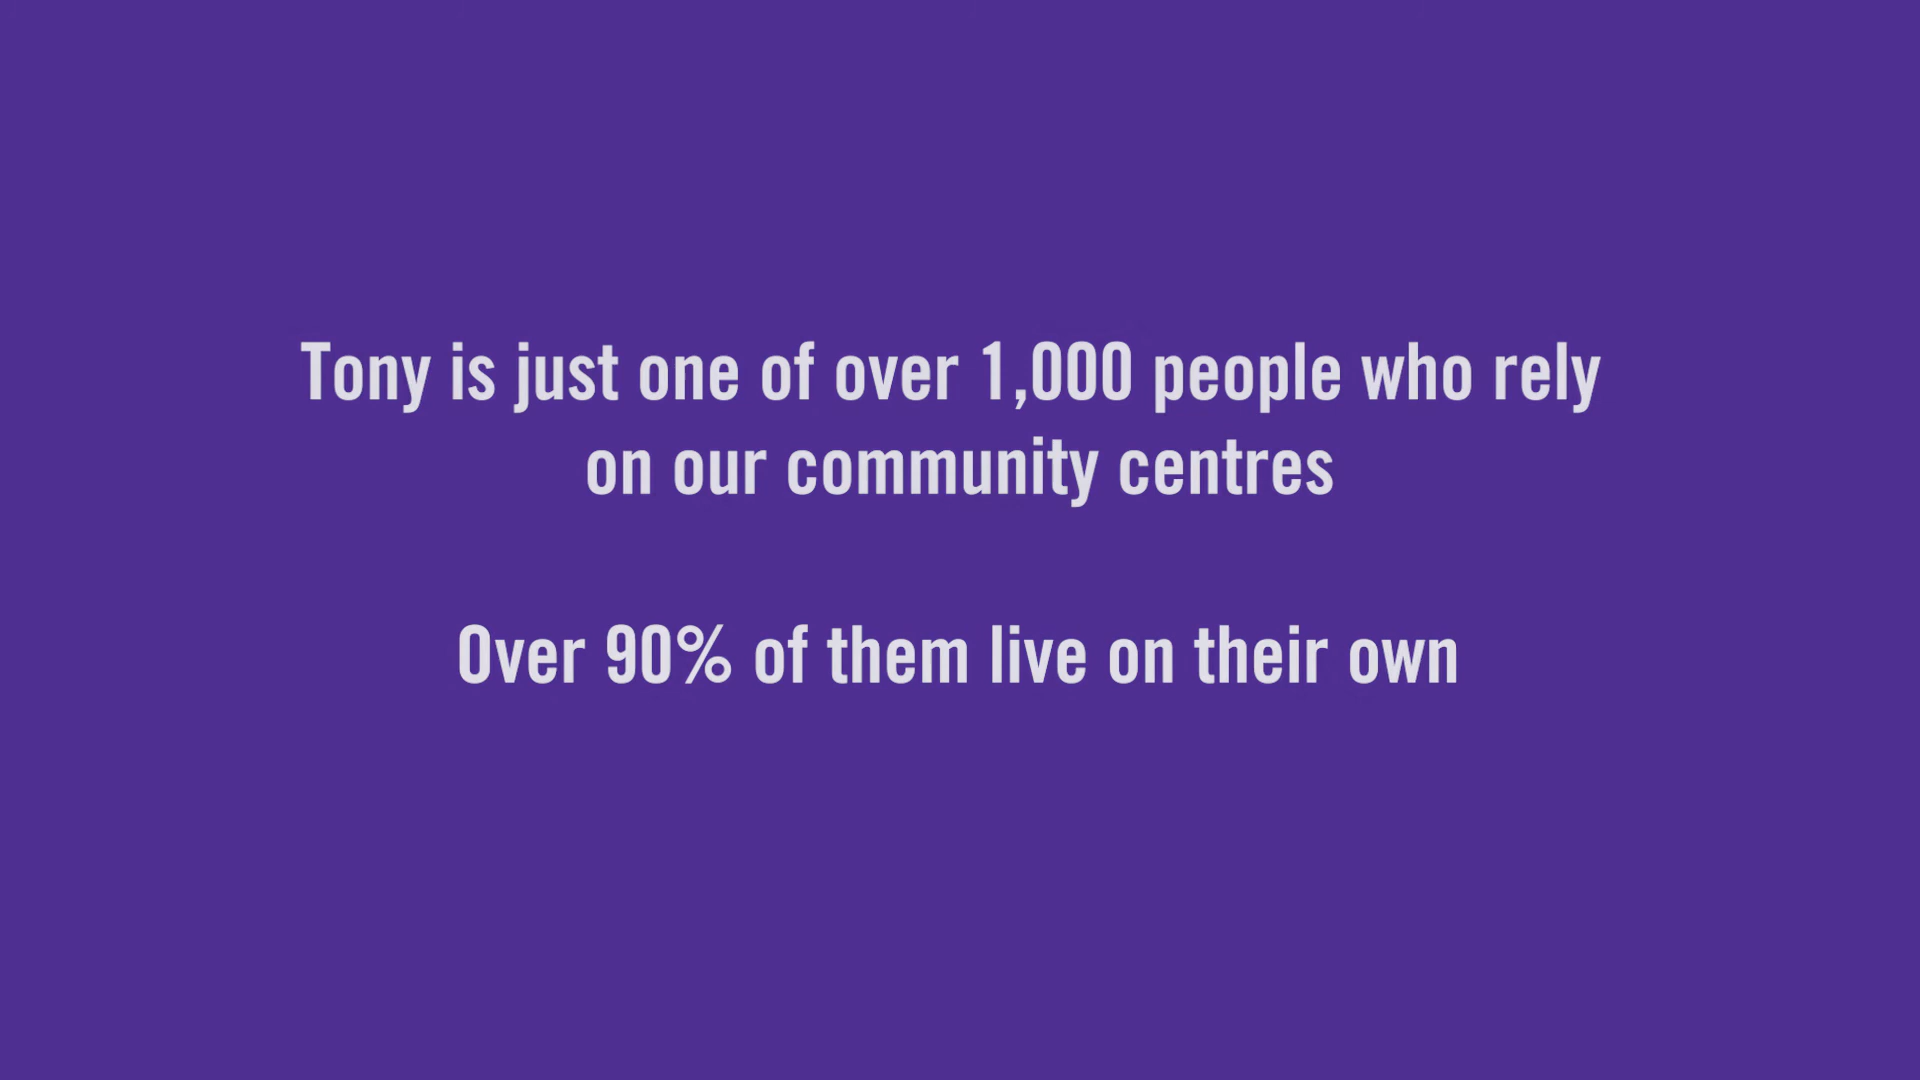 Tony is just one of over 1,000 people who rely
on our community centres
Over 90% of them live on their own